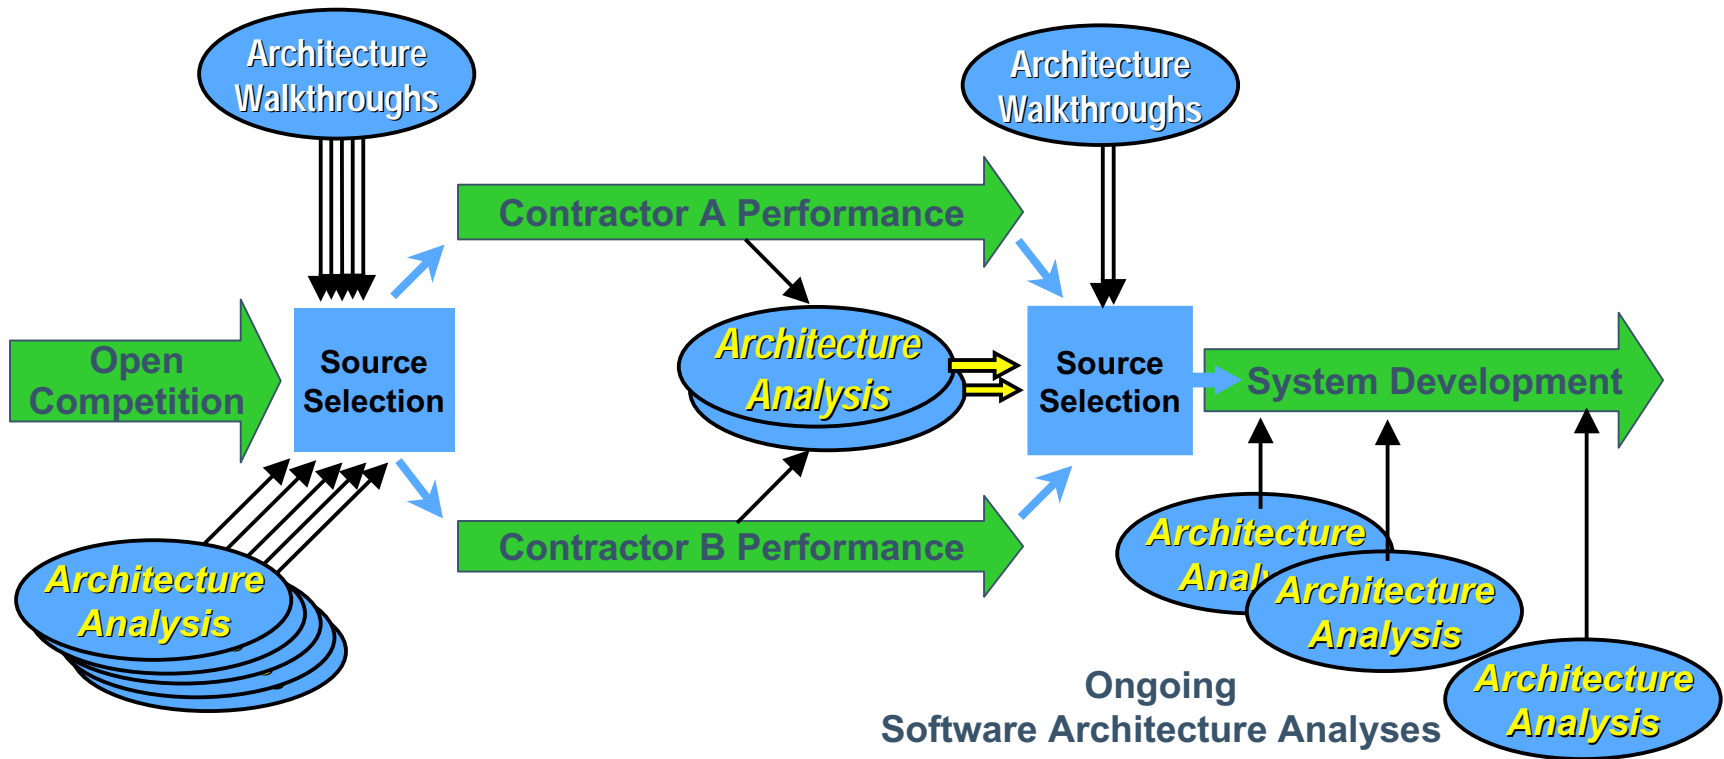 Architecture
Walkthroughs
Architecture
Walkthroughs
Contractor A Performance
Open
Competition
Source
Selection
Architecture
Analysis
Source
Selection
System Development
Contractor B Performance
Architecture
Analysis
Architecture
Analy
Architecture
Analysis
Architecture
Analysis
Ongoing
Software Architecture Analyses